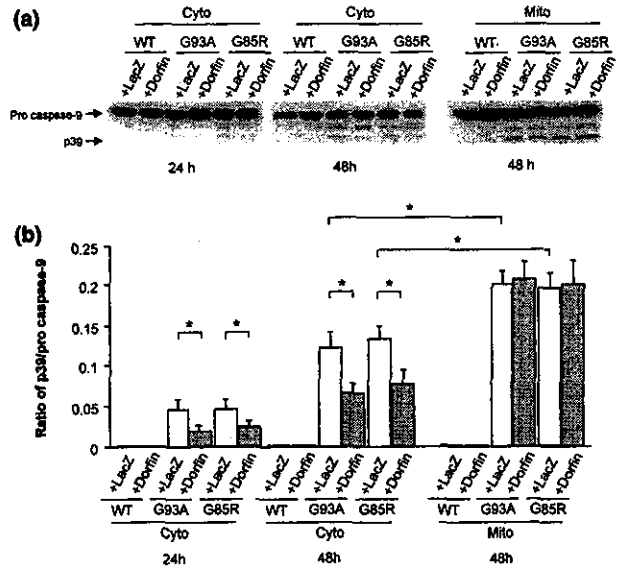 (a)
Cyto Cyto Mito
WT G93A G85R WT G93A G85R WT. G93A G85R
+LacZ +Dorfin +LacZ +Dorfin +LacZ +Dorfin +LacZ +Dorfin +LacZ +Dorfin +LacZ +Dorfin +LacZ +Dorfin +LacZ +Dorfin +LacZ +Dorfin
Pro caspase-9
p39
24 h 48h 48 h
(b)
* *
* * * *
Ratio of p39/pro caspase-9
0.25
0.2
0.15
0.1
0.05
0
+LacZ +Dorfin +LacZ +Dorfin +LacZ +Dorfin +LacZ +Dorfin +LacZ +Dorfin +LacZ +Dorfin +LacZ +Dorfin +LacZ +Dorfin +LacZ +Dorfin
WT G93A G85R WT G93A G85R WT G93A G85R
Cyto Cyto Mito
24h 48h 48h